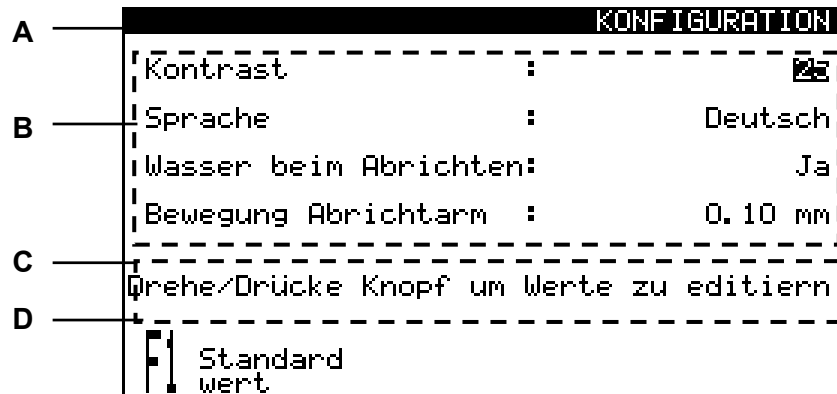 A
KONFIGURATION
Kontrast :
B
Sprache : Deutsch
Wasser beim Abrichten: Ja
Bewegung Abrichtarm : 0.10 mm
C
Drehe/Drücke Knopf um Werte zu editiern
D
F1 Standard
wert